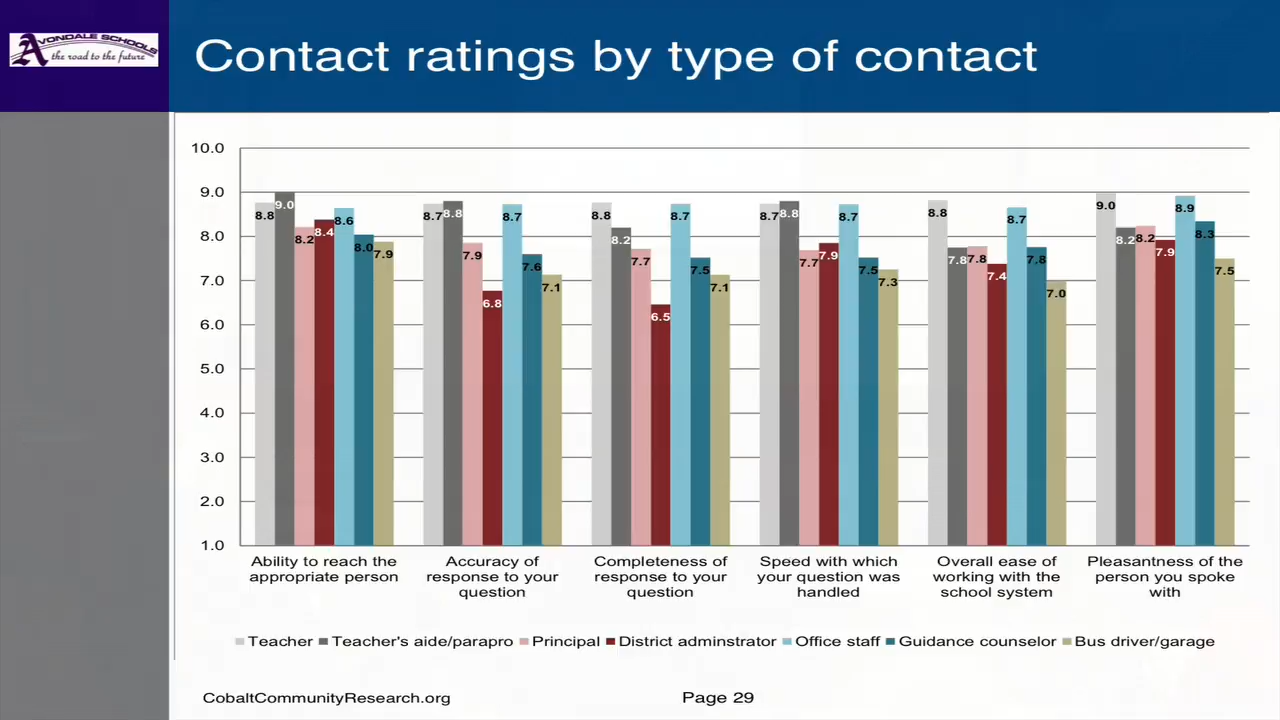 AVONDALE SCHOOLS
the road to the future
Contact ratings by type of contact
10.0
9.0
8.0
7.0
6.0
5.0
4.0
3.0
2.0
1.0
8.8 9.0 8.2 8.4 8.6 8.0 7.9
8.7 8.8 7.9 6.8 8.7 7.6 7.1
8.8 8.2 7.7 6.5 8.7 7.5 7.1
8.7 8.8 7.7 7.9 8.7 7.5 7.3
8.8 7.8 7.8 7.4 8.7 7.8 7.0
9.0 8.2 8.2 7.9 8.9 8.3 7.5
Ability to reach the
appropriate person
Accuracy of
response to your
question
Completeness of
response to your
question
Speed with which
your question was
handled
Overall ease of
working with the
school system
Pleasantness of the
person you spoke
with
Teacher Teacher's aide/parapro Principal District adminstrator Office staff Guidance counselor Bus driver/garage
CobaltCommunityResearch.org
Page 29